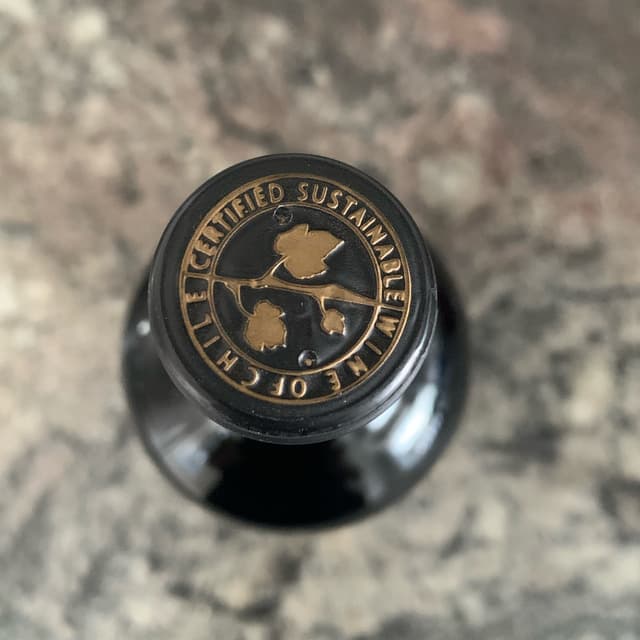 CERTIFIED SUSTAINABLE
WINE OF CHILE